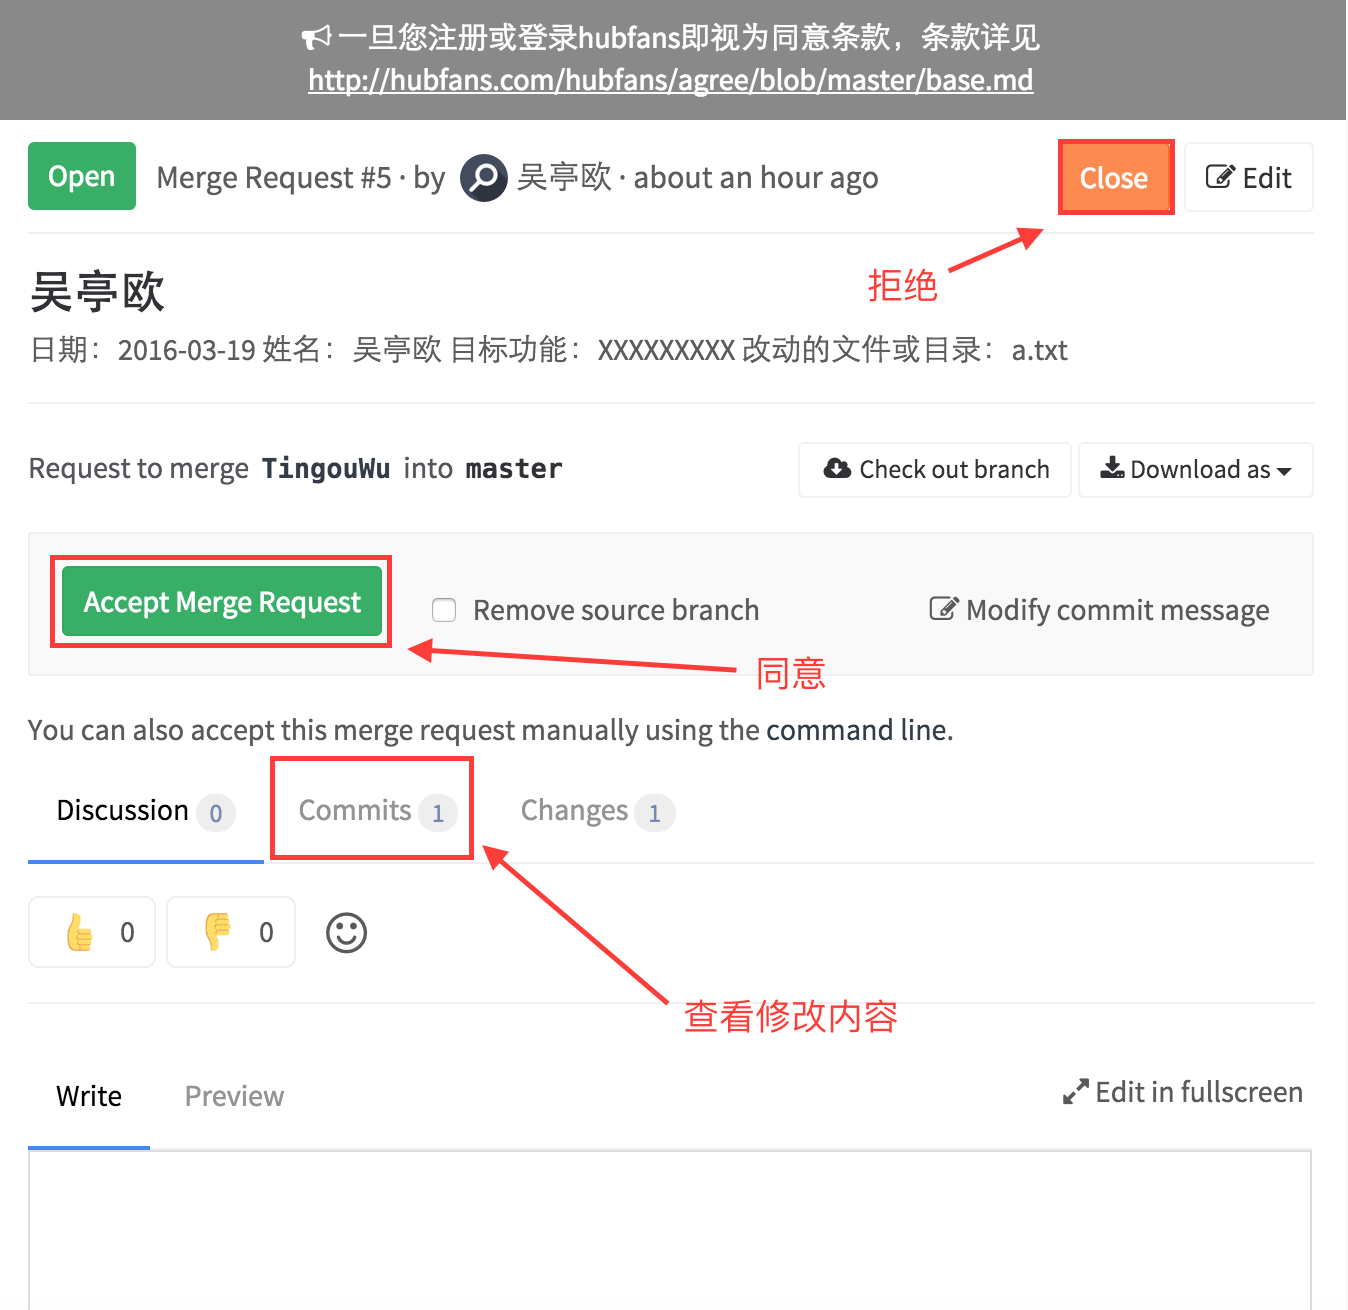 一旦您注册或登录hubfans即视为同意条款，条款详见
http://hubfans.com/hubfans/agree/blob/master/base.md
Open Merge Request #5 · by 吴亭欧 · about an hour ago Close Edit
拒绝
吴亭欧
日期： 2016-03-19 姓名： 吴亭欧 目标功能： XXXXXXXXX 改动的文件或目录： a.txt
Request to merge TingouWu into master Check out branch Download as
Accept Merge Request Remove source branch Modify commit message
同意
You can also accept this merge request manually using the command line.
Discussion 0 Commits 1 Changes 1
0 0
查看修改内容
Write Preview Edit in fullscreen